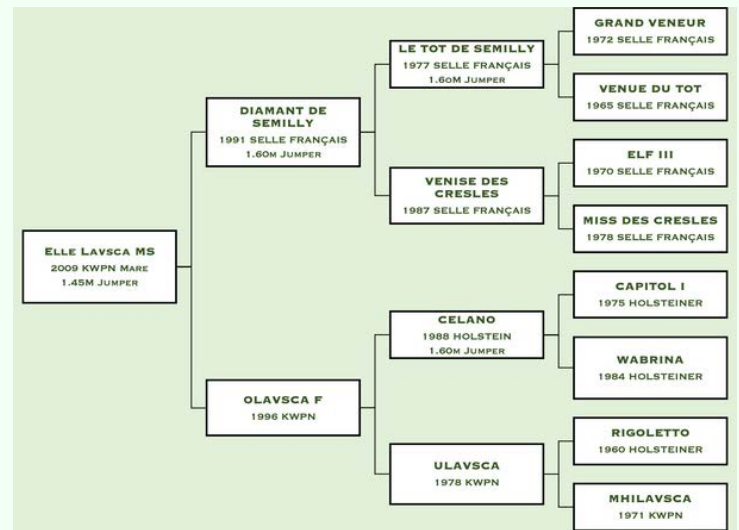 GRAND VENEUR
1972 SELLE FRANÇAIS
LE TOT DE SEMILLY
1977 SELLE FRANÇAIS
1.60M JUMPER
VENUE DU TOT
1965 SELLE FRANÇAIS
DIAMANT DE
SEMILLY
1991 SELLE FRANÇAIS
1.60M JUMPER
ELF III
1970 SELLE FRANÇAIS
VENISE DES
CRESLES
1987 SELLE FRANÇAIS
MISS DES CRESLES
1978 SELLE FRANÇAIS
ELLE LAVSCA MS
2009 KWPN MARE
1.45M JUMPER
CAPITOL I
1975 HOLSTEINER
CELANO
1988 HOLSTEIN
1.60M JUMPER
WABRINA
1984 HOLSTEINER
OLAVSCA F
1996 KWPN
RIGOLETTO
1960 HOLSTEINER
ULAVSCA
1978 KWPN
MHILAVSCA
1971 KWPN